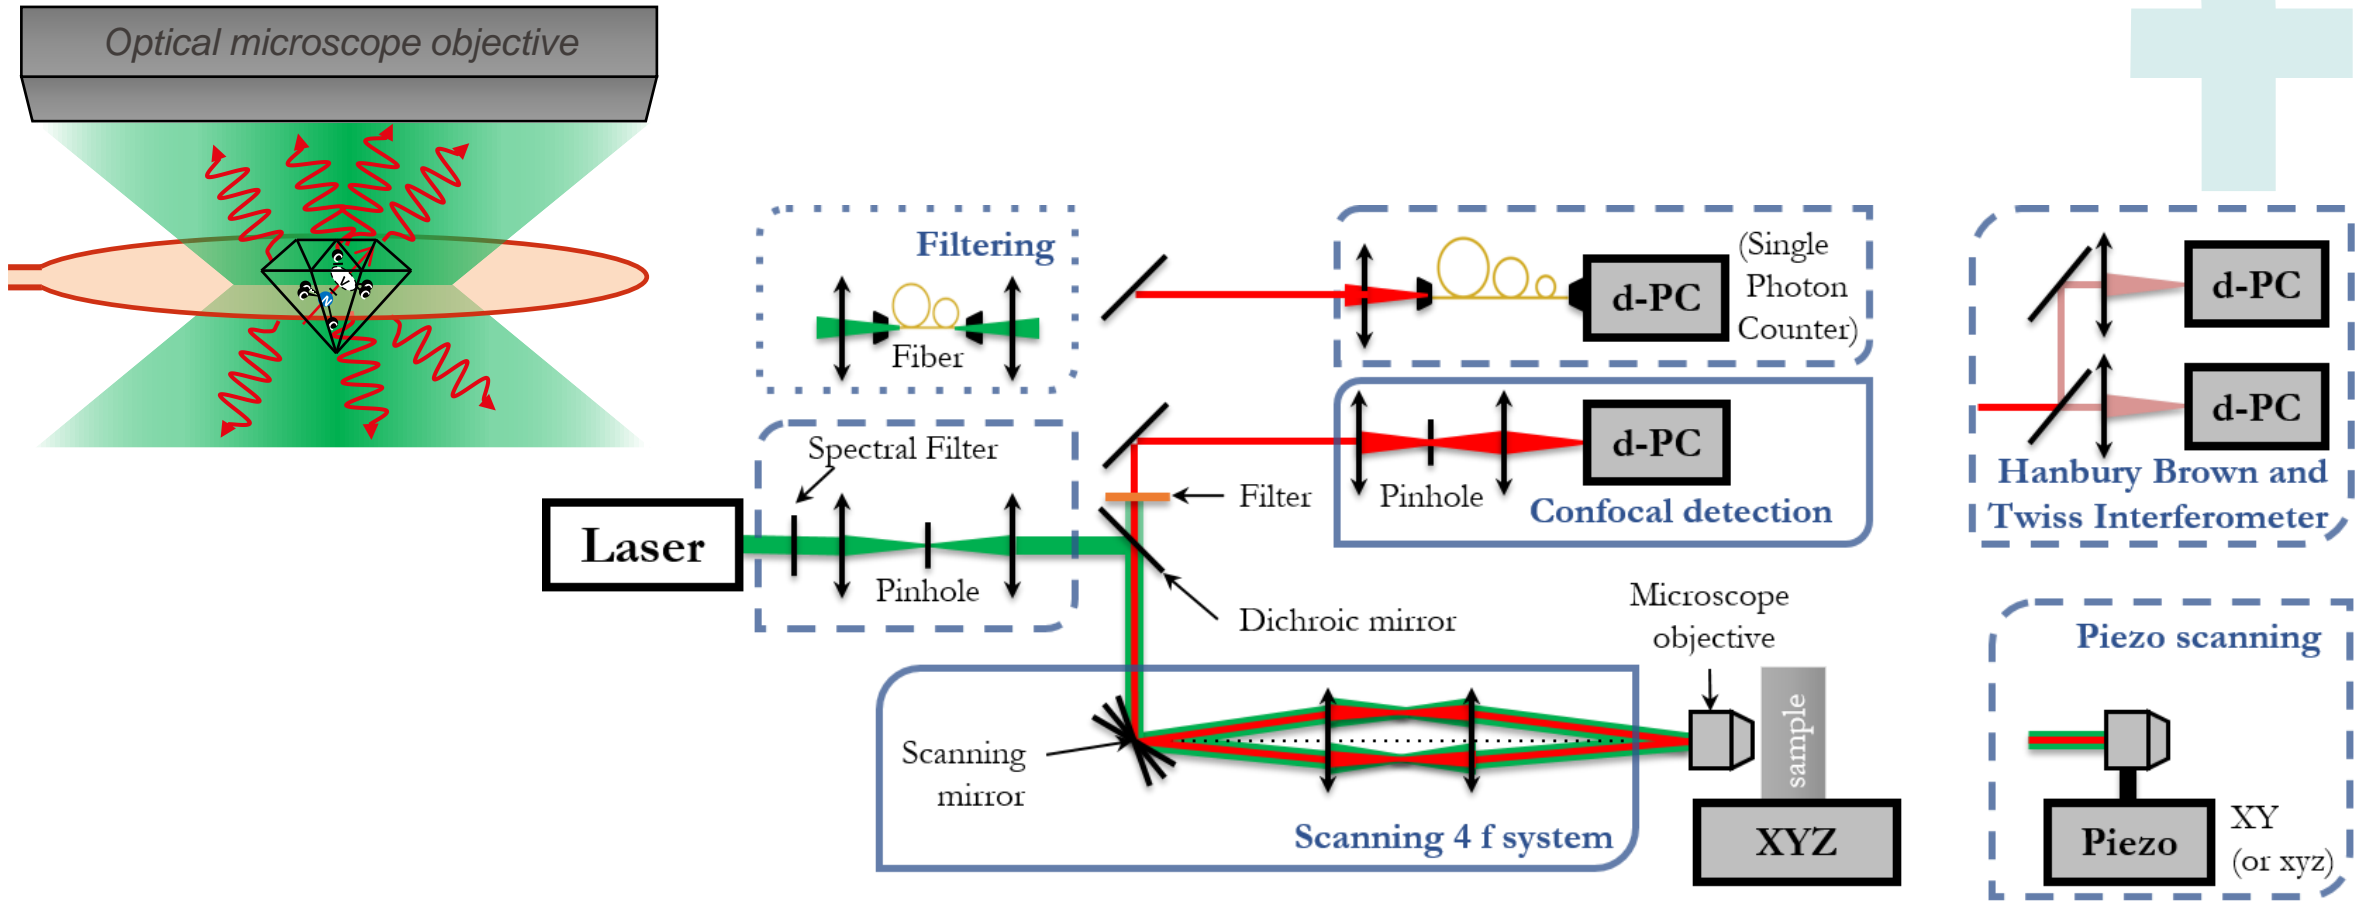 Optical microscope objective
C
V
N
C
Filtering
Fiber
d-PC
(Single
Photon
Counter)
d-PC
d-PC
Hanbury Brown and
Twiss Interferometer
Spectral Filter
Laser
Pinhole
Filter
Dichroic mirror
Pinhole
d-PC
Confocal detection
Microscope
objective
sample
Scanning
mirror
Scanning 4 f system
XYZ
Piezo scanning
Piezo
XY
(or xyz)